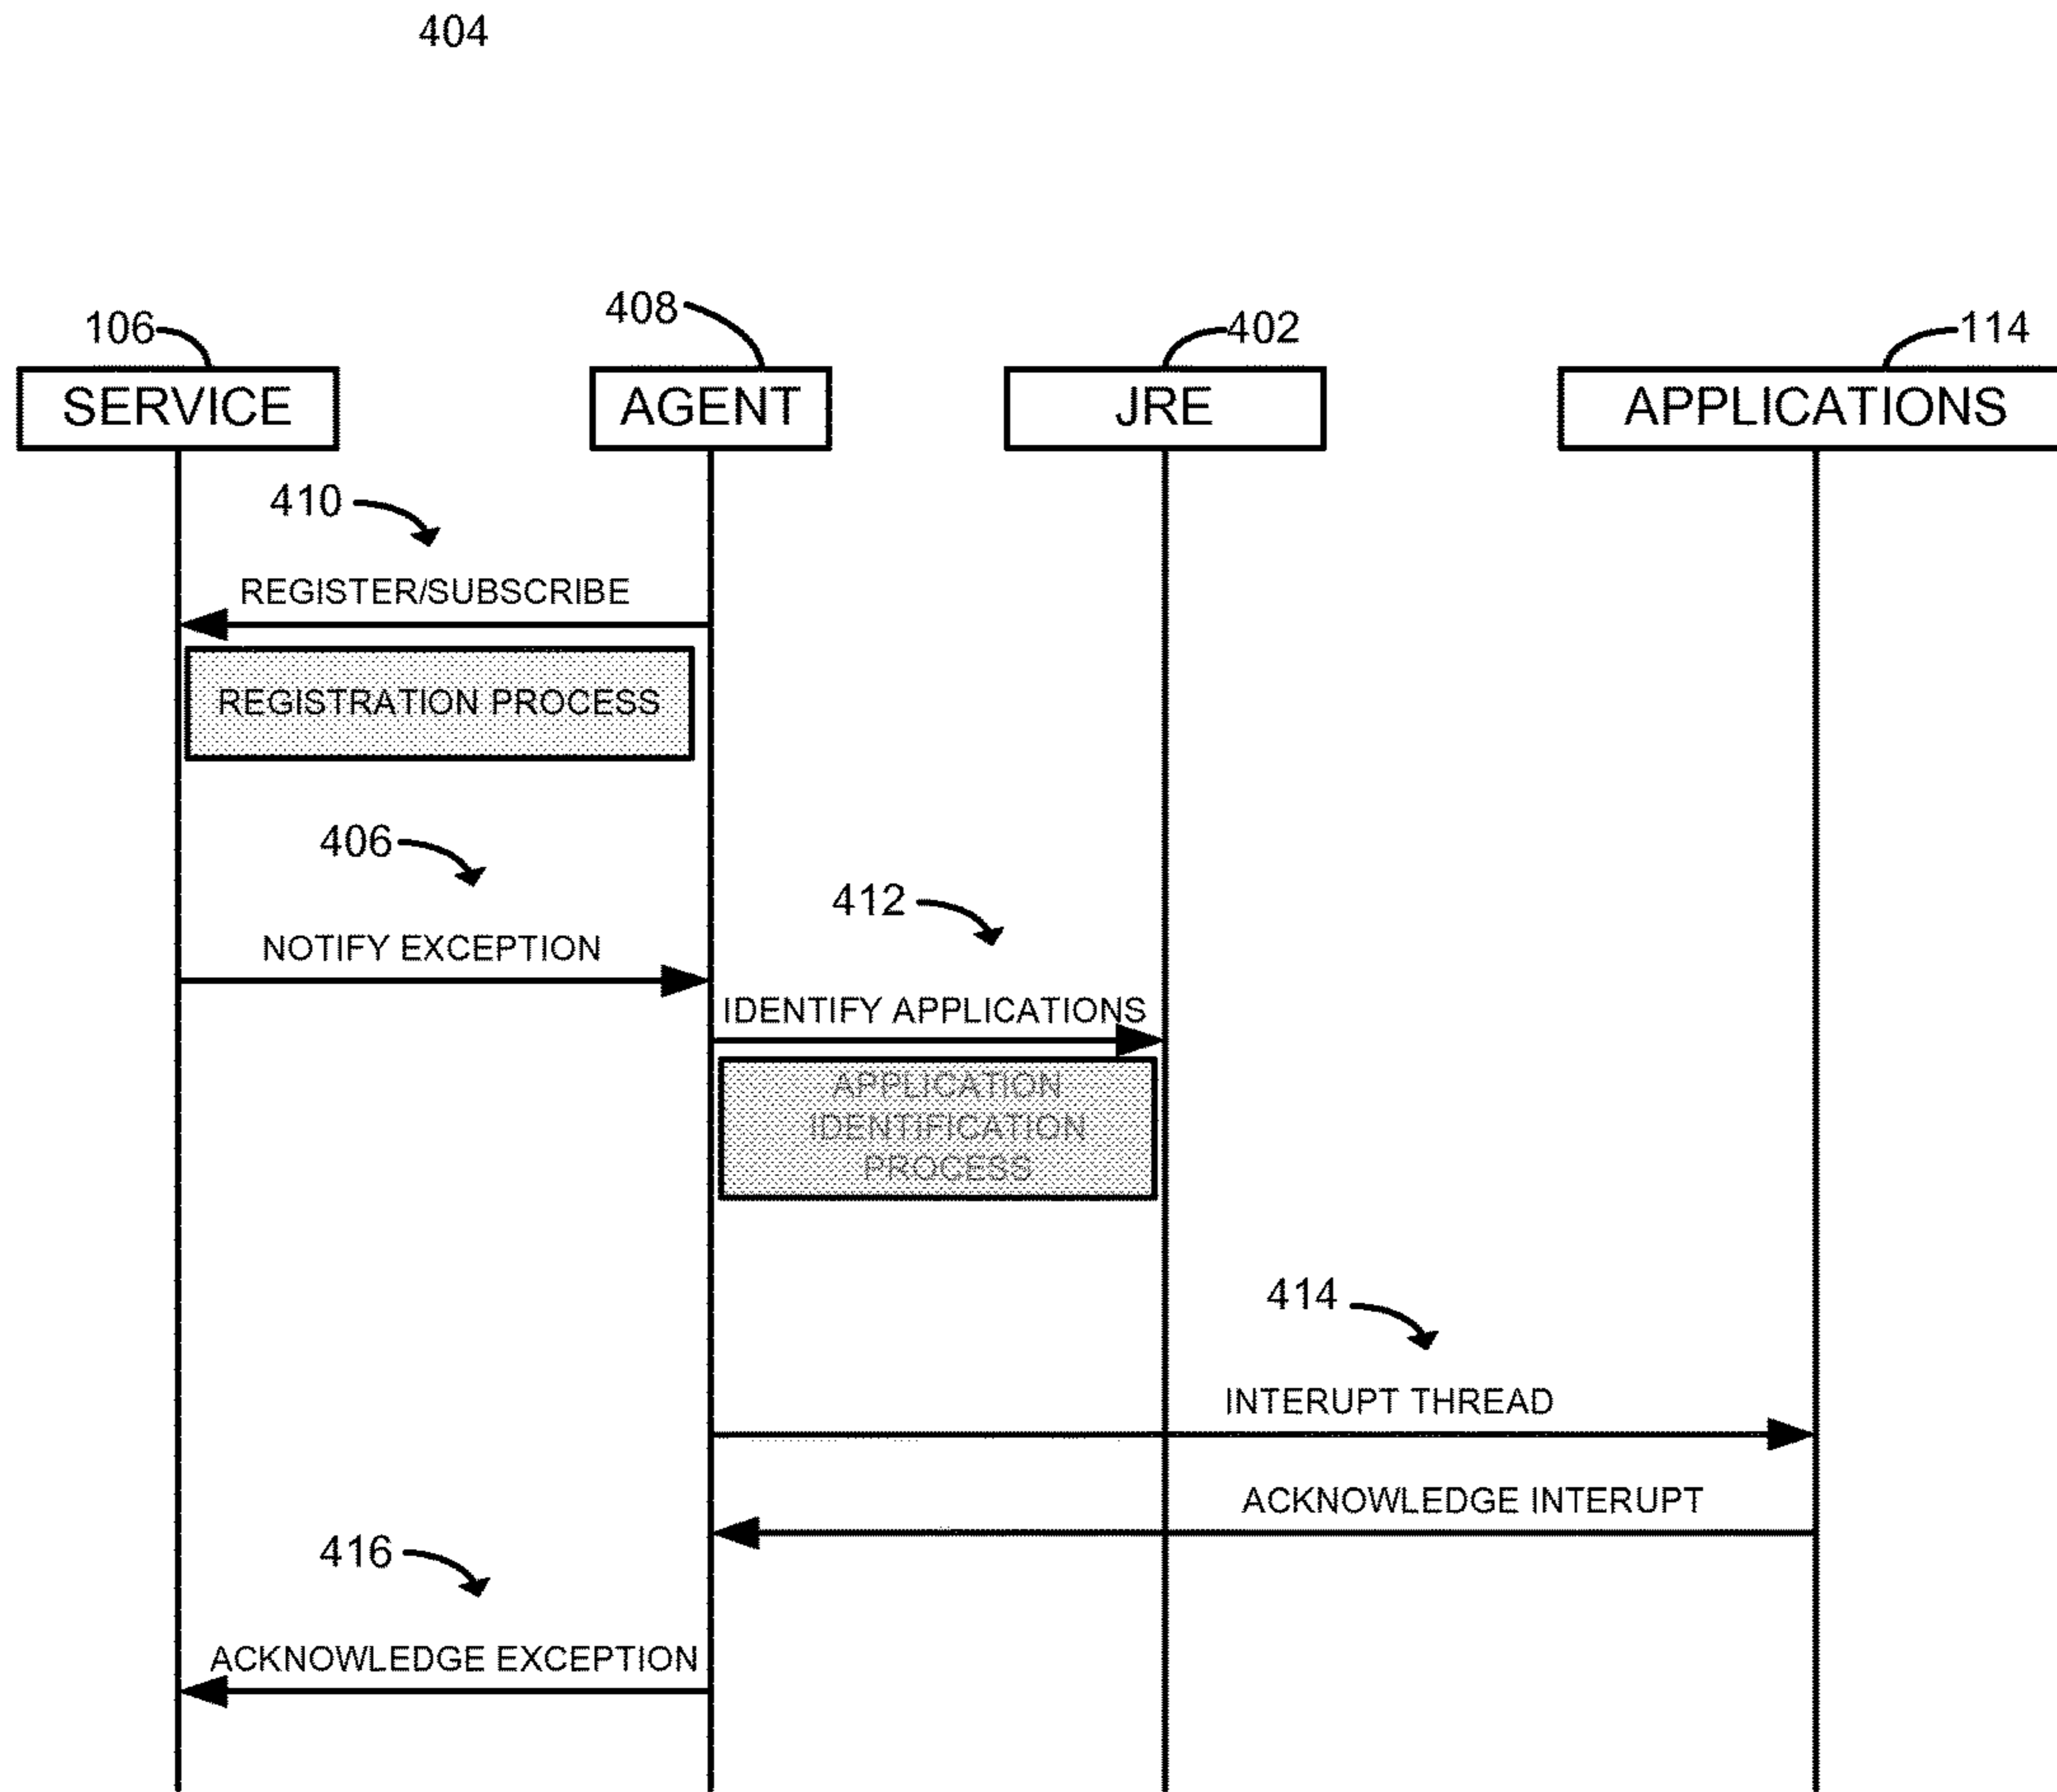 404
106
408
402
114
SERVICE
AGENT
JRE
APPLICATIONS
410
REGISTER/SUBSCRIBE
REGISTRATION PROCESS
406
412
NOTIFY EXCEPTION
IDENTIFY APPLICATIONS
APPLICATION
IDENTIFICATION
PROCESS
414
INTERUPT THREAD
ACKNOWLEDGE INTERUPT
416
ACKNOWLEDGE EXCEPTION